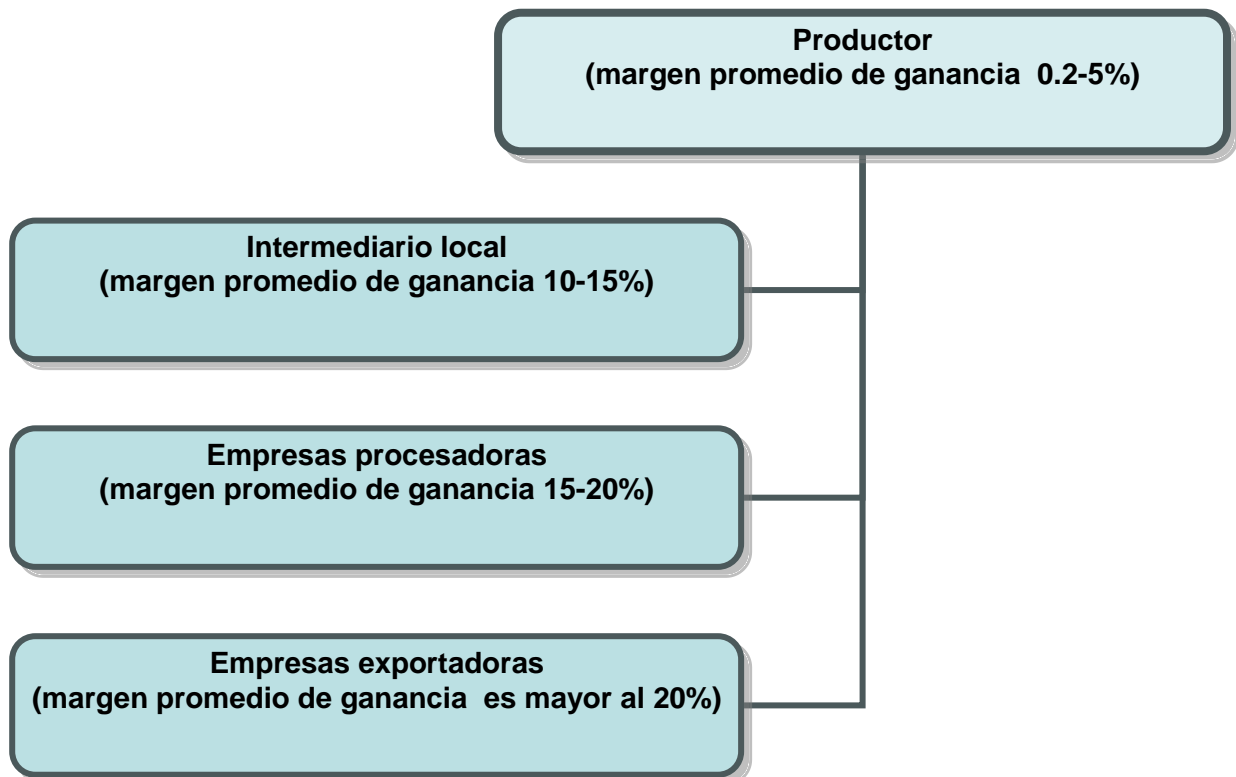 Productor
(margen promedio de ganancia  0.2-5%)
Intermediario local
(margen promedio de ganancia 10-15%)
Empresas procesadoras
(margen promedio de ganancia 15-20%)
Empresas exportadoras
(margen promedio de ganancia  es mayor al 20%)